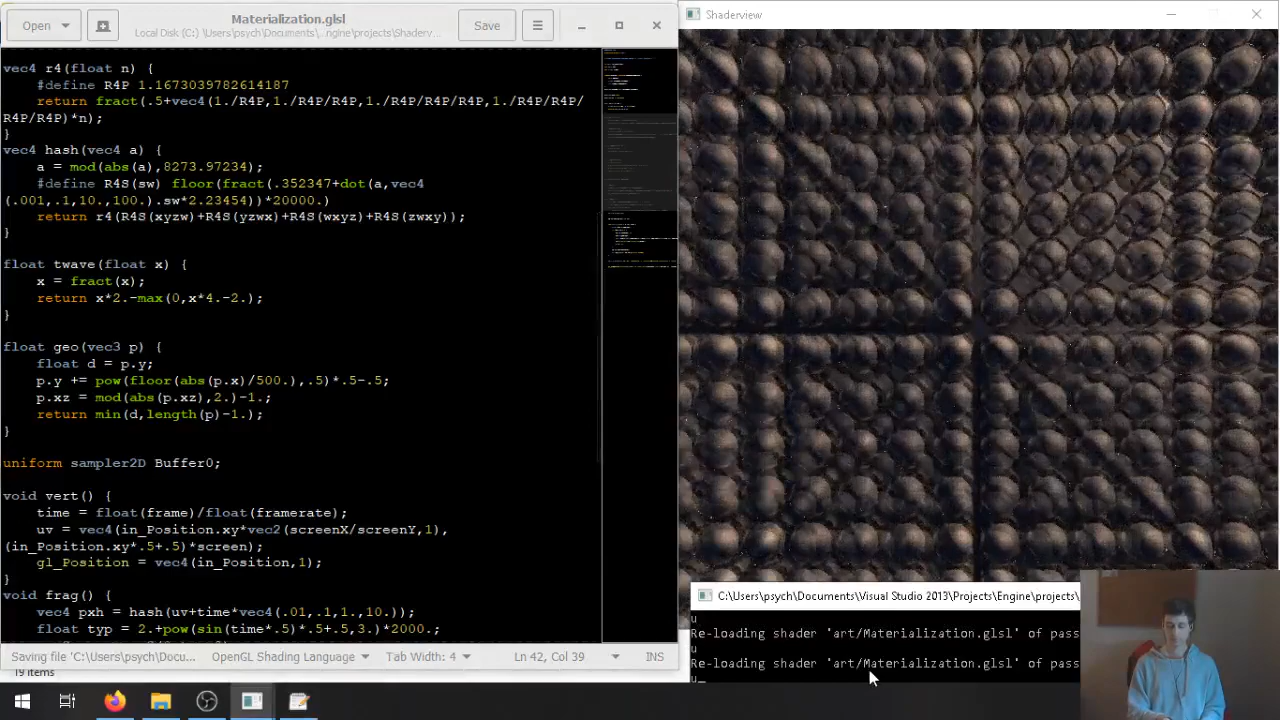 Open
Materialization.glsl
Local Disk (C:) \Users\psych\Documents\...ngine\projects\Shaderv...
Save
Shaderview
vec4 r4(float n) {
#define R4P 1.1673039782614187
return fract(.5+vec4(1./R4P,1./R4P/R4P,1./R4P/R4P/R4P,1./R4P/R4P/
R4P/R4P)*n);
}
vec4 hash(vec4 a) {
a = mod(abs(a),8273.97234);
#define R4S(sw) floor(fract(.352347+dot(a,vec4
(.001,.1,10.,100.).sw*2.23454))*20000.)
return r4(R4S(xyzw)+R4S(yzwx)+R4S(wxyz)+R4S(zwxy));
}
float twave(float x) {
x = fract(x);
return x*2.-max(0,x*4.-2.);
}
float geo(vec3 p) {
float d = p.y;
p.y += pow(floor(abs(p.x)/500.),.5)*.5-.5;
p.xz = mod(abs(p.xz),2.)-1.;
return min(d,length(p)-1.);
}
uniform sampler2D Buffer0;
void vert() {
time = float(frame)/float(framerate);
uv = vec4(in_Position.xy*vec2(screenX/screenY,1),
(in_Position.xy*.5+.5)*screen);
gl_Position = vec4(in_Position,1);
}
void frag() {
vec4 pxh = hash(uv+time*vec4(.01,.1,1.,10.));
float typ = 2.+pow(sin(time*.5)*.5+.5,3.)*2000.;
Saving file 'C:\Users\psych\Docu...
OpenGL Shading Language
Tab Width: 4
Ln 42, Col 39
INS
19 items
C:\Users\psych\Documents\Visual Studio 2013\Projects\Engine\projects\
u
Re-loading shader 'art/Materialization.glsl' of pass
u
Re-loading shader 'art/Materialization.glsl' of pass
u_